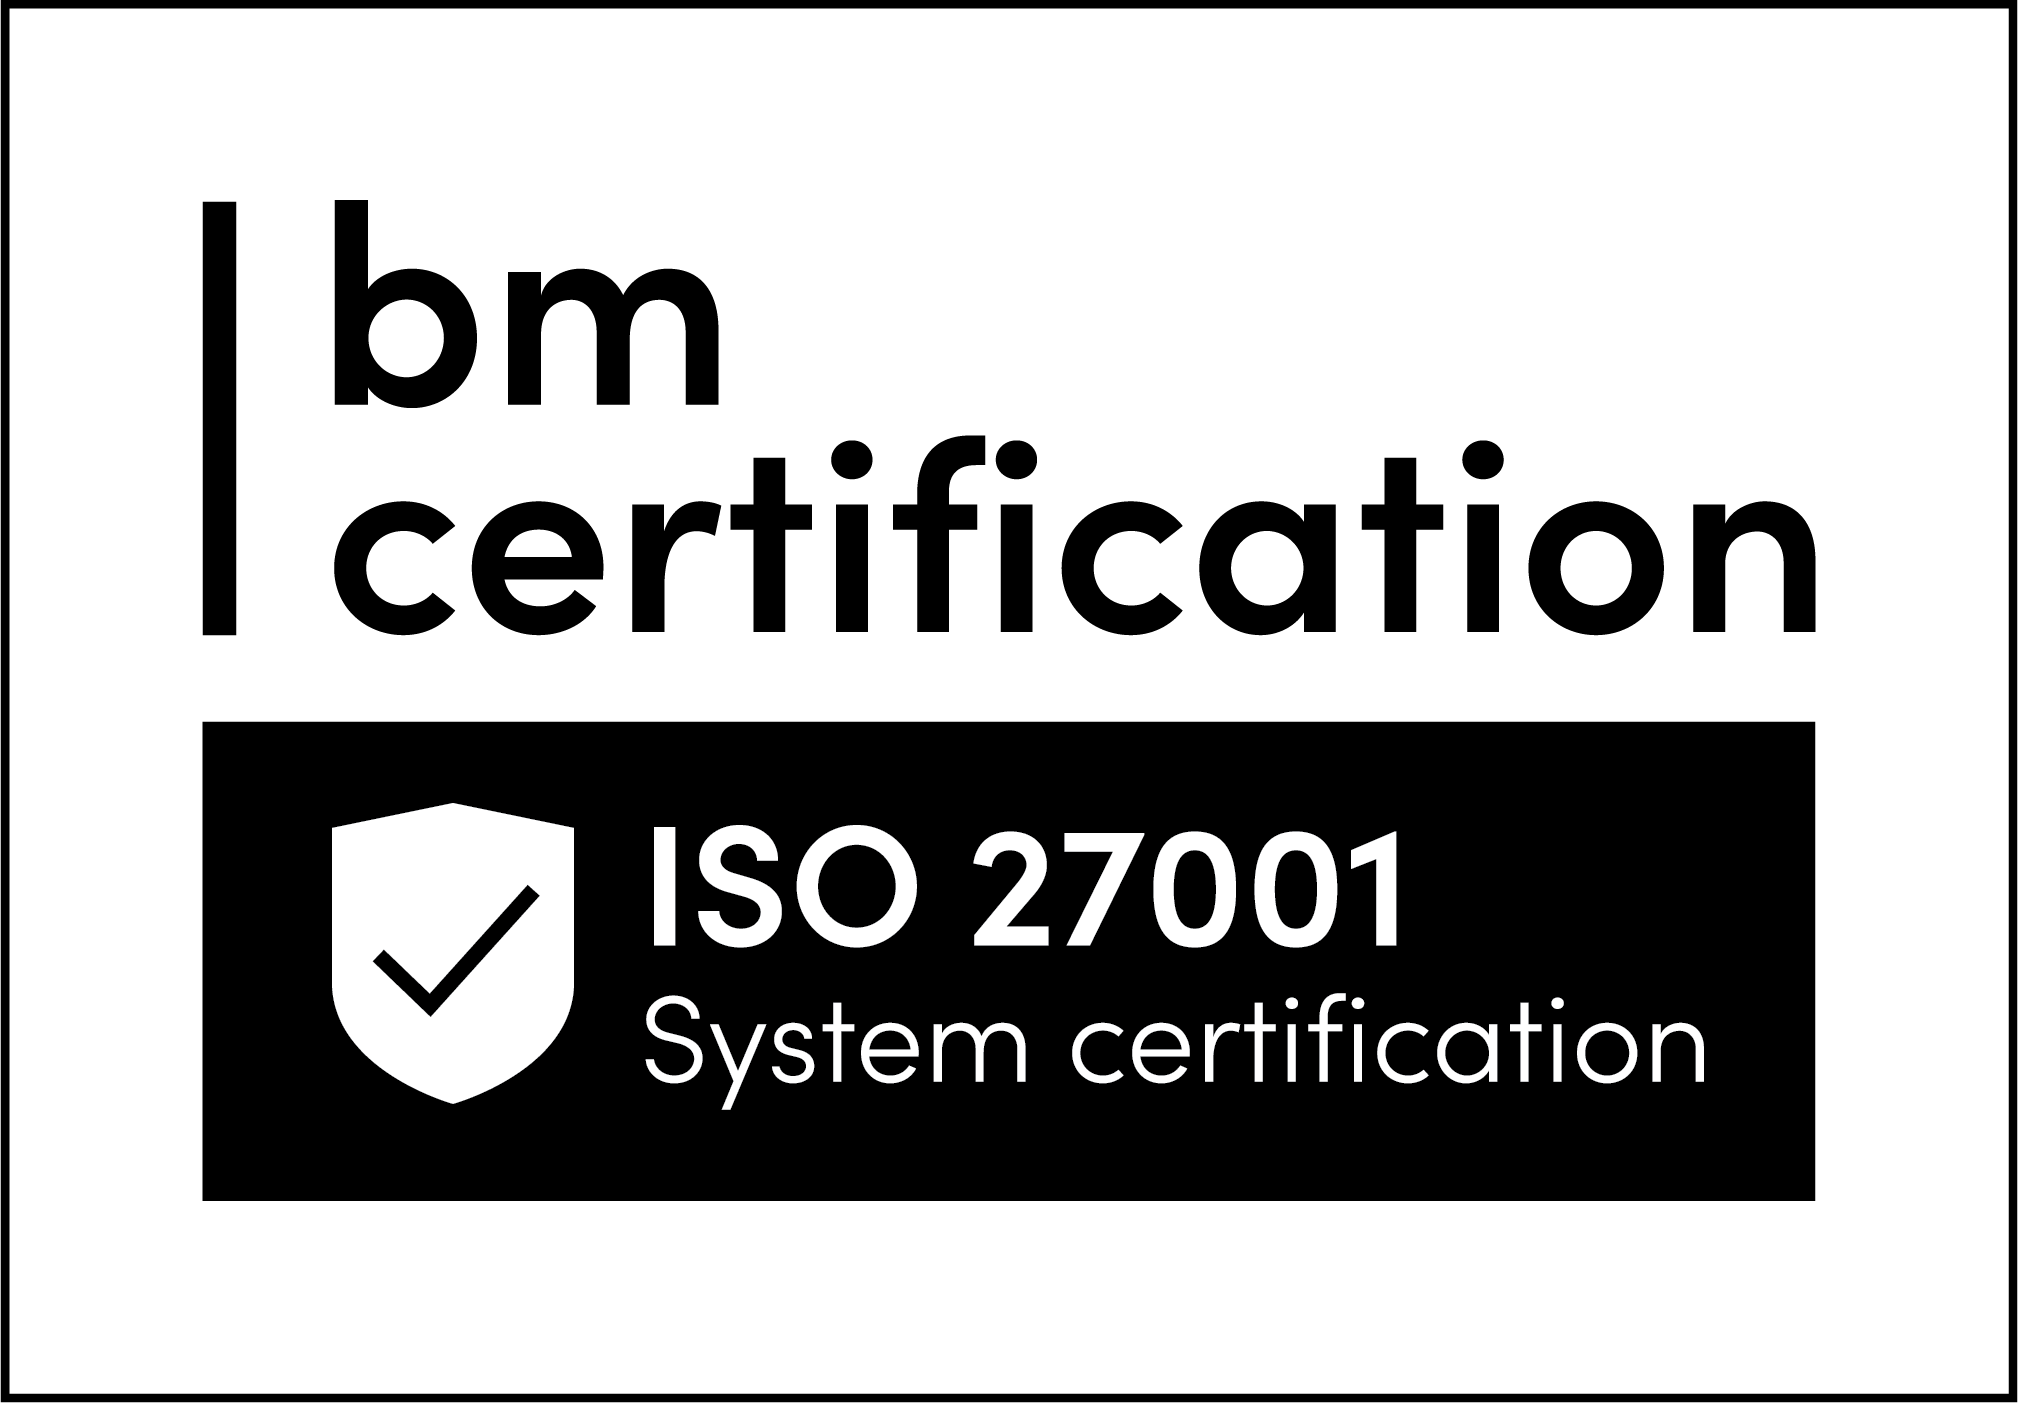 bm
certification
ISO 27001
System certification